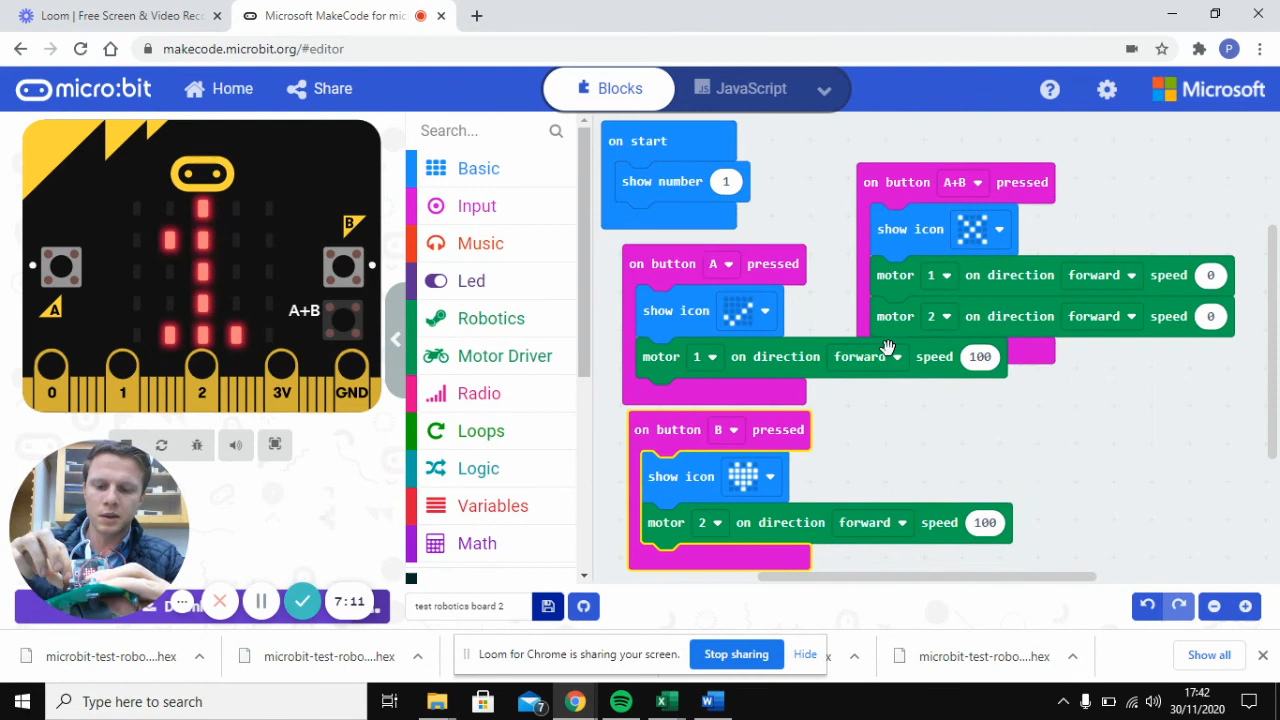 Loom | Free Screen & Video Rec
Microsoft MakeCode for mic
makecode.microbit.org/#editor
P
micro:bit
Home
Share
Blocks
JS
JavaScript
?
Microsoft
Search...
Basic
Input
Music
Led
Robotics
Motor Driver
Radio
Loops
Logic
Variables
Math
B
A
A+B
0
1
2
3V
GND
on start
show number 1
on button A+B pressed
show icon
motor 1 on direction forward speed 0
motor 2 on direction forward speed 0
on button A pressed
show icon
motor 1 on direction forward speed 100
on button B pressed
show icon
motor 2 on direction forward speed 100
7:11
test robotics board 2
microbit-test-robo....hex
microbit-test-robo....hex
Loom for Chrome is sharing your screen.
Stop sharing
Hide
microbit-test-robo....hex
Show all
Type here to search
7
17:42
30/11/2020